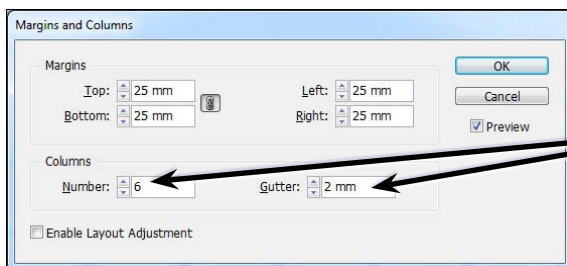 Margins and Columns
Margins
Top: 25 mm
Left: 25 mm
Bottom: 25 mm
Right: 25 mm
OK
Cancel
Preview
Columns
Number: 6
Gutter: 2 mm
Enable Layout Adjustment